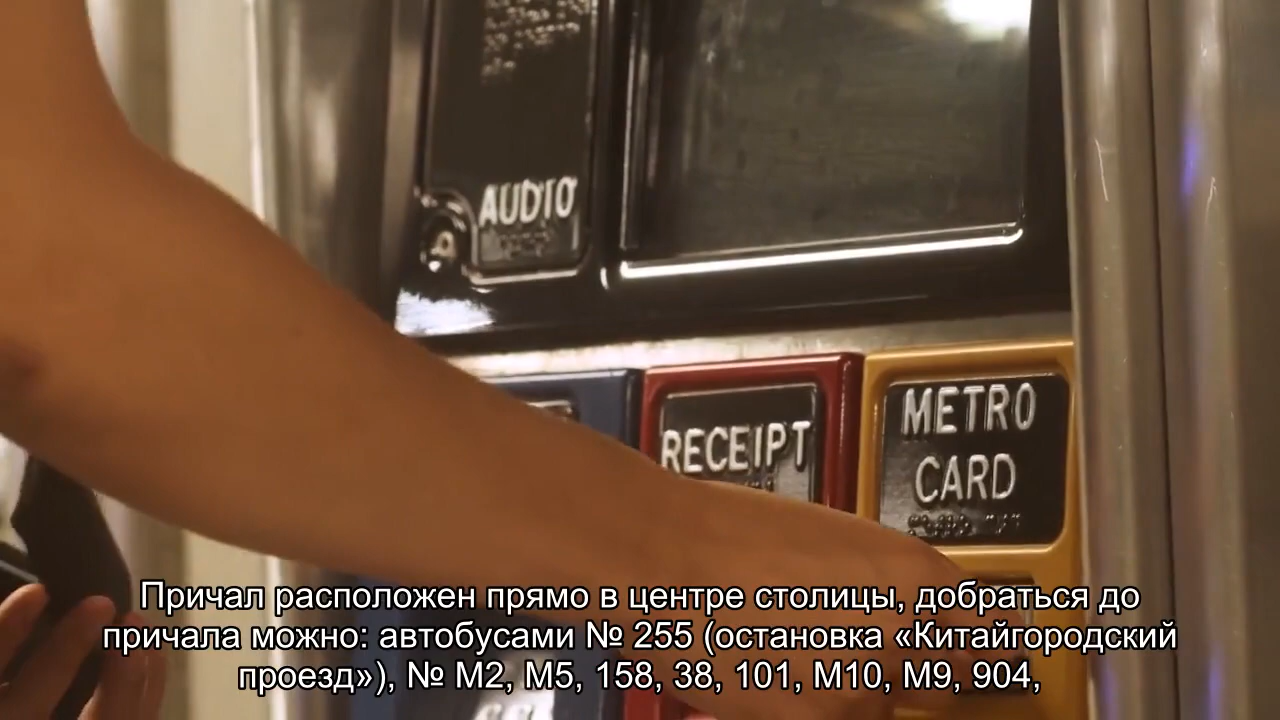 AUDIO
RECEIPT
METRO
CARD
Причал расположен прямо в центре столицы, добраться до
причала можно: автобусами № 255 (остановка «Китайгородский
проезд»), № М2, М5, 158, 38, 101, М10, М9, 904,